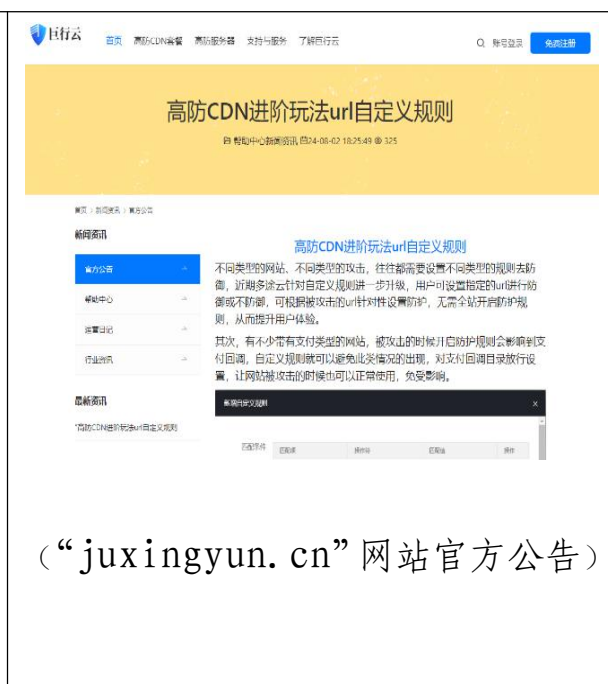 巨行云 首页 高防CDN套餐 高防服务器 支持与服务 了解巨行云 账号登录 免费注册
高防CDN进阶玩法url自定义规则
帮助中心新闻资讯 24-08-02 18:25:49 325
首页 > 新闻资讯 > 官方公告
新闻资讯
官方公告
帮助中心
运营日记
行业资讯
最新资讯
高防CDN进阶玩法url自定义规则
高防CDN进阶玩法url自定义规则
不同类型的网站、不同类型的攻击，往往都需要设置不同类型的规则去防
御，近期多途云针对自定义规则进一步升级，用户可设置指定的url进行防
御或不防御，可根据被攻击的url针对性设置防护，无需全站开启防护规
则，从而提升用户体验。
其次，有不少带有支付类型的网站，被攻击的时候开启防护规则会影响到支
付回调，自定义规则就可以避免此类情况的出现，对支付回调目录放行设
置，让网站被攻击的时候也可以正常使用，免受影响。
新增自定义规则 ×
匹配条件 匹配项 操作符 匹配值 操作
（“juxingyun.cn”网站官方公告）